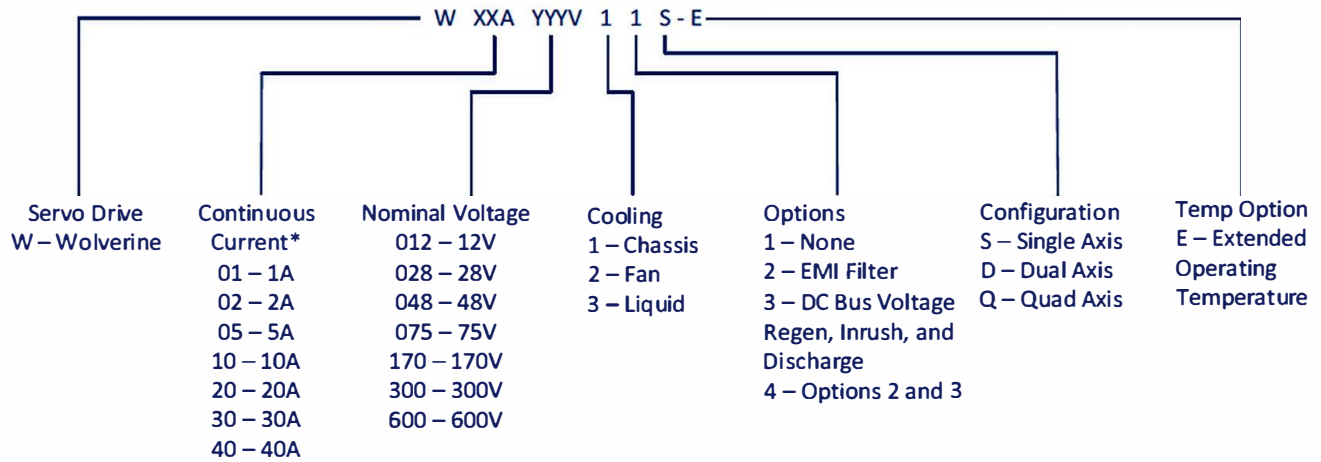 W XXA YYYV 1 1 S - E
Servo Drive
W – Wolverine
Continuous
Current*
01 – 1A
02 – 2A
05 – 5A
10 – 10A
20 – 20A
30 – 30A
40 – 40A
Nominal Voltage
012 – 12V
028 – 28V
048 – 48V
075 – 75V
170 – 170V
300 – 300V
600 – 600V
Cooling
1 – Chassis
2 – Fan
3 – Liquid
Options
1 – None
2 – EMI Filter
3 – DC Bus Voltage
Regen, Inrush, and
Discharge
4 – Options 2 and 3
Configuration
S – Single Axis
D – Dual Axis
Q – Quad Axis
Temp Option
E – Extended
Operating
Temperature